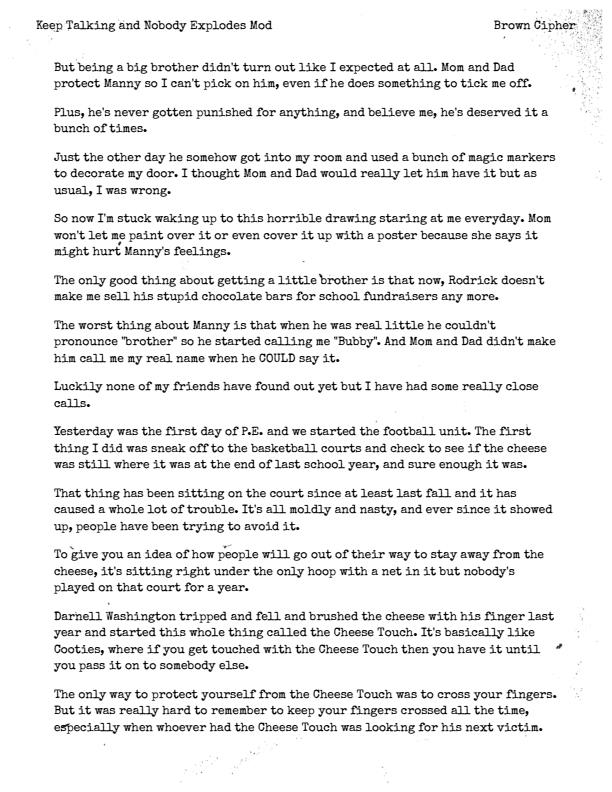 Keep Talking and Nobody Explodes Mod Brown Cipher
But being a big brother didn't turn out like I expected at all. Mom and Dad
protect Manny so I can't pick on him, even if he does something to tick me off.
Plus, he's never gotten punished for anything, and believe me, he's deserved it a
bunch of times.
Just the other day he somehow got into my room and used a bunch of magic markers
to decorate my door. I thought Mom and Dad would really let him have it but as
usual, I was wrong.
So now I'm stuck waking up to this horrible drawing staring at me everyday. Mom
won't let me paint over it or even cover it up with a poster because she says it
might hurt Manny's feelings.
The only good thing about getting a little brother is that now, Rodrick doesn't
make me sell his stupid chocolate bars for school fundraisers any more.
The worst thing about Manny is that when he was real little he couldn't
pronounce "brother" so he started calling me "Bubby". And Mom and Dad didn't make
him call me my real name when he COULD say it.
Luckily none of my friends have found out yet but I have had some really close
calls.
Yesterday was the first day of P.E. and we started the football unit. The first
thing I did was sneak off to the basketball courts and check to see if the cheese
was still where it was at the end of last school year, and sure enough it was.
That thing has been sitting on the court since at least last fall and it has
caused a whole lot of trouble. It's all moldly and nasty, and ever since it showed
up, people have been trying to avoid it.
To give you an idea of how people will go out of their way to stay away from the
cheese, it's sitting right under the only hoop with a net in it but nobody's
played on that court for a year.
Darnell Washington tripped and fell and brushed the cheese with his finger last
year and started this whole thing called the Cheese Touch. It's basically like
Cooties, where if you get touched with the Cheese Touch then you have it until
you pass it on to somebody else.
The only way to protect yourself from the Cheese Touch was to cross your fingers.
But it was really hard to remember to keep your fingers crossed all the time,
especially when whoever had the Cheese Touch was looking for his next victim.